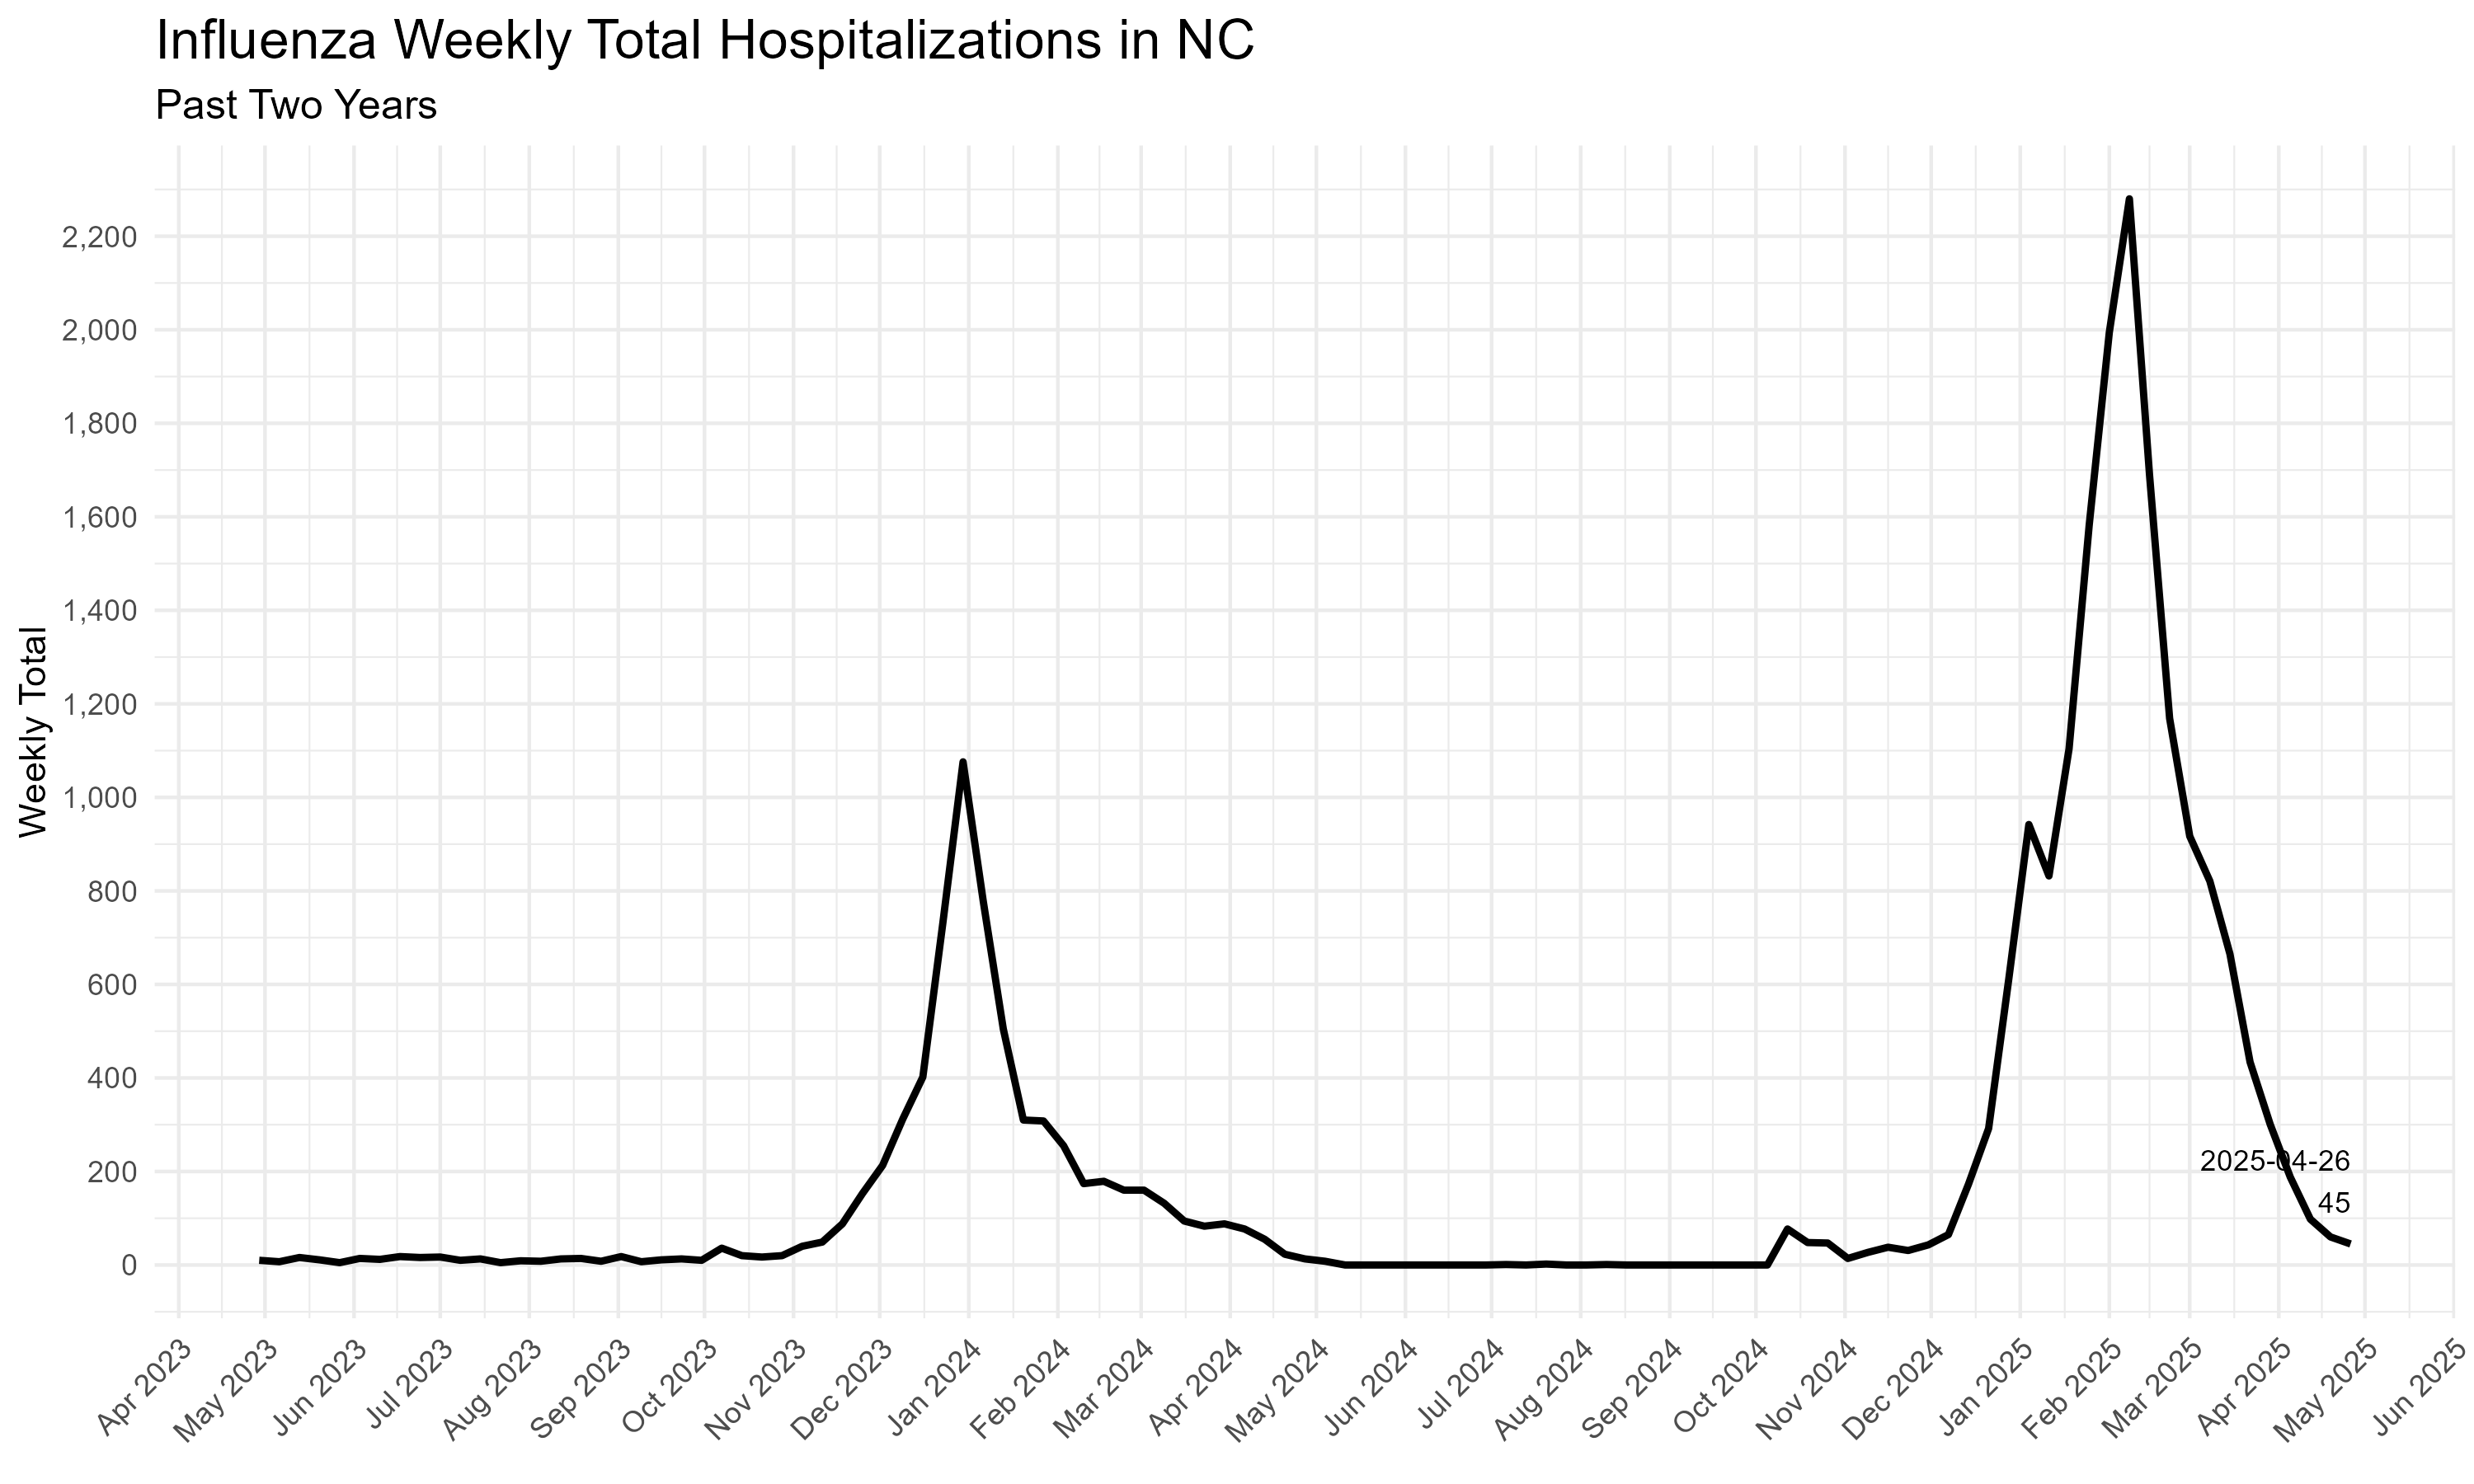 Influenza Weekly Total Hospitalizations in NC
Past Two Years
Weekly Total
2,200
2,000
1,800
1,600
1,400
1,200
1,000
800
600
400
200
0
2025-04-26
45
Apr 2023
May 2023
Jun 2023
Jul 2023
Aug 2023
Sep 2023
Oct 2023
Nov 2023
Dec 2023
Jan 2024
Feb 2024
Mar 2024
Apr 2024
May 2024
Jun 2024
Jul 2024
Aug 2024
Sep 2024
Oct 2024
Nov 2024
Dec 2024
Jan 2025
Feb 2025
Mar 2025
Apr 2025
May 2025
Jun 2025